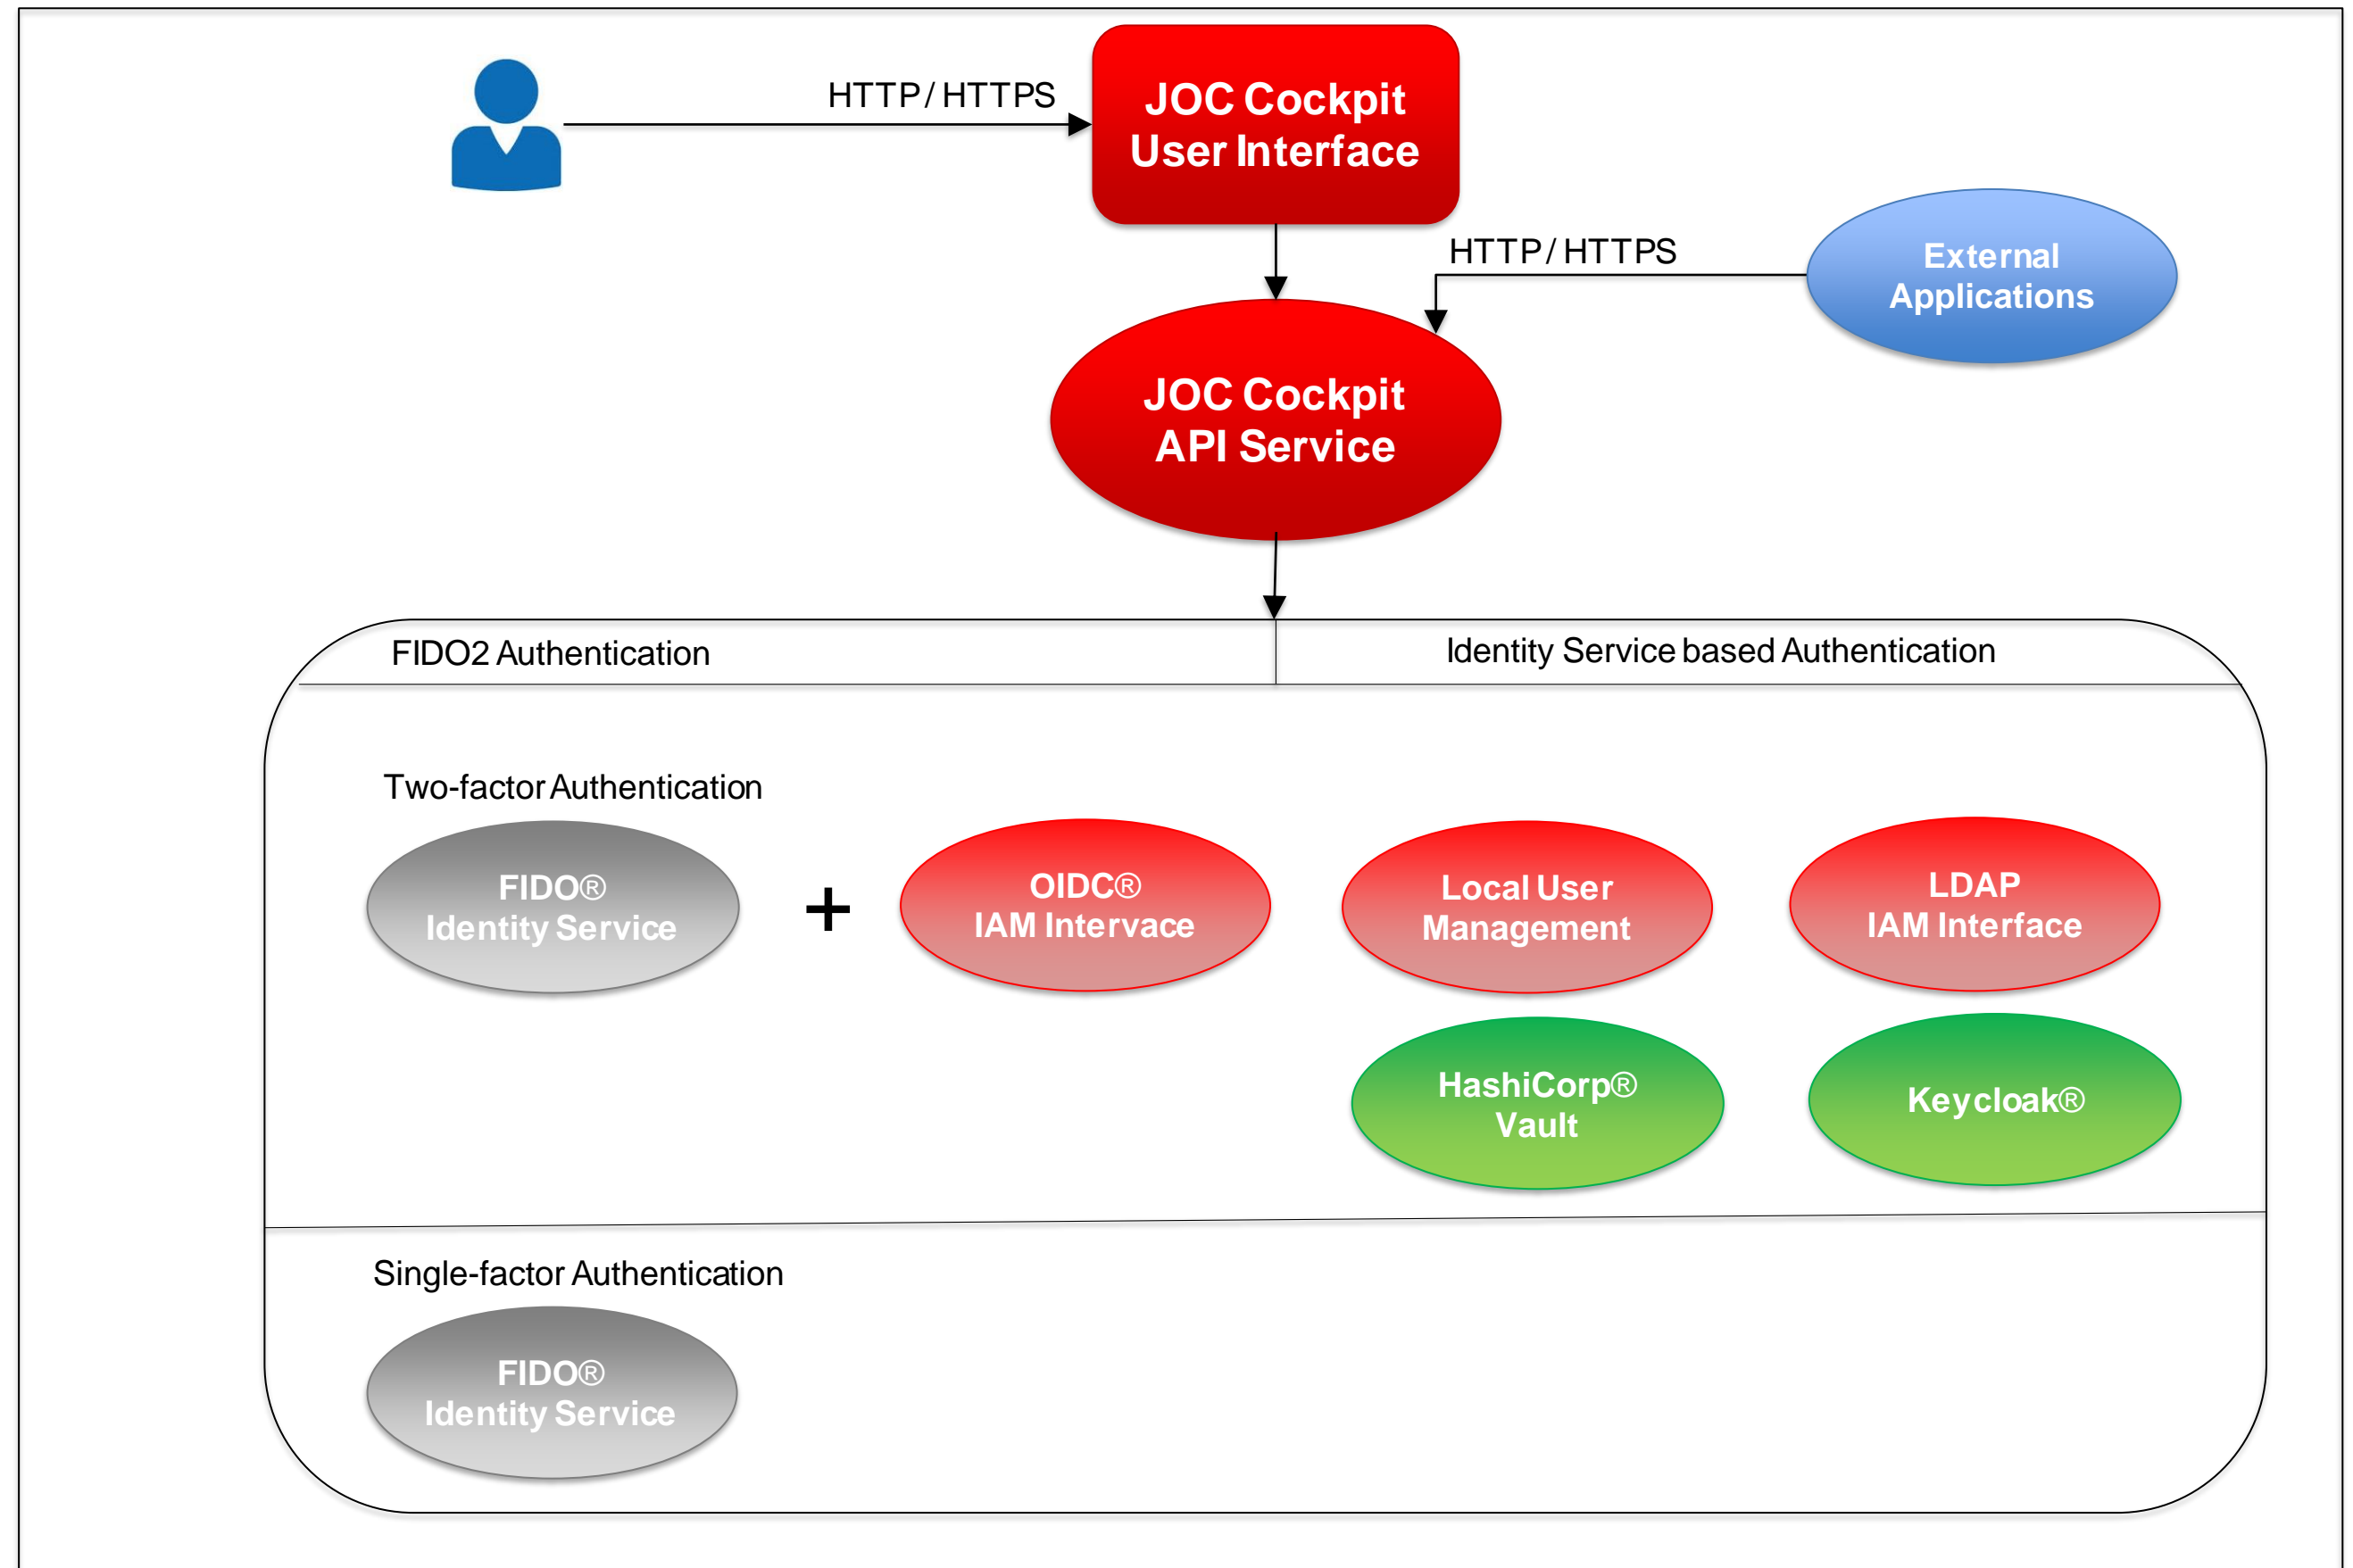 HTTP / HTTPS
JOC Cockpit
User Interface
HTTP / HTTPS
External
Applications
JOC Cockpit
API Service
FIDO2 Authentication
Identity Service based Authentication
Two-factor Authentication
FIDO®
Identity Service
+
OIDC®
IAM Intervace
Local User
Management
LDAP
IAM Interface
HashiCorp®
Vault
Keycloak®
Single-factor Authentication
FIDO®
Identity Service